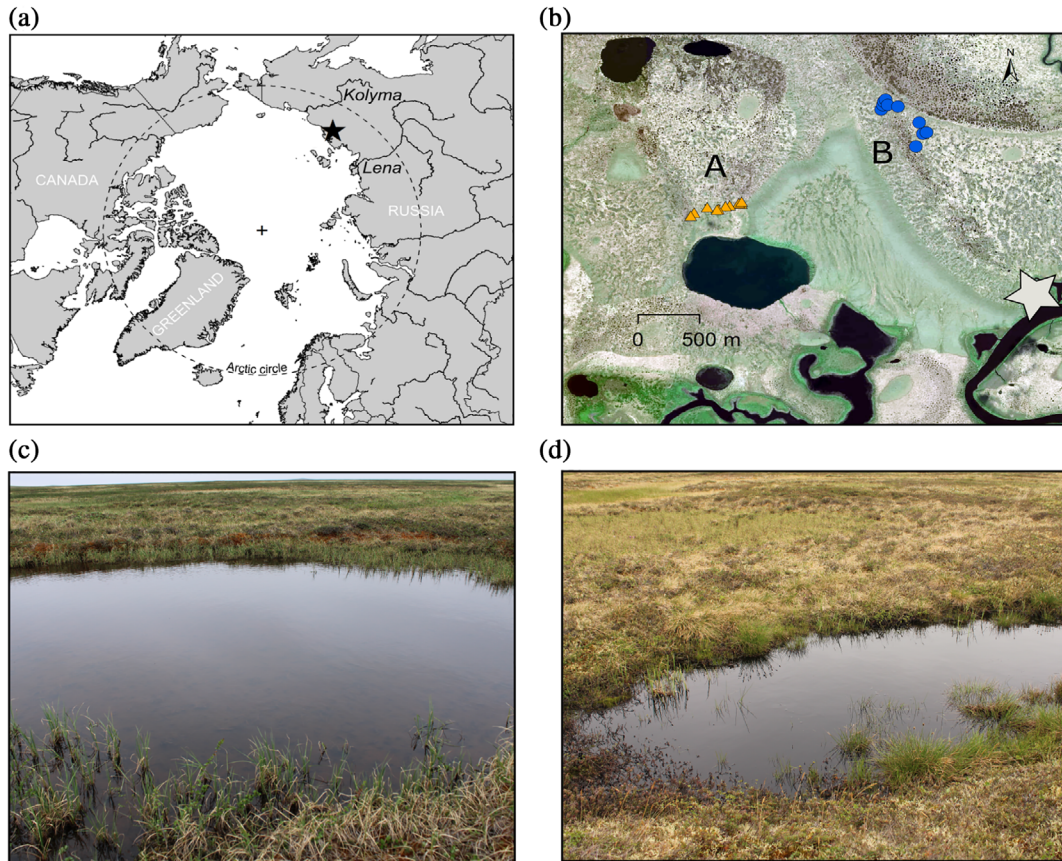 (a)
Kolyma
Lena
CANADA
RUSSIA
GREENLAND
Arctic circle
(b)
N
A
B
0 500 m
(c)
(d)